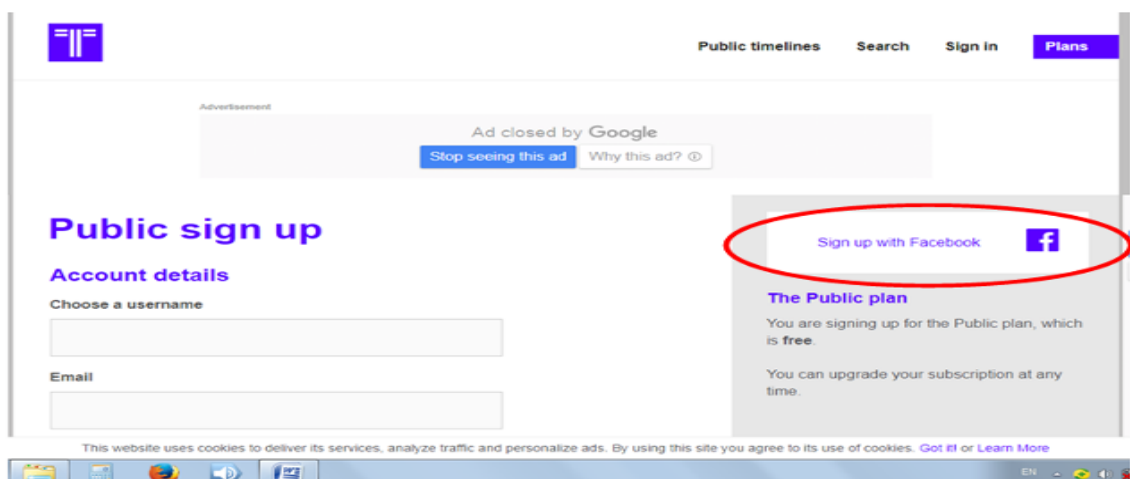 Public timelines Search Sign in Plans
Advertisement
Ad closed by Google
Stop seeing this ad Why this ad?
Public sign up
Sign up with Facebook
Account details
Choose a username
The Public plan
You are signing up for the Public plan, which
is free.
Email
You can upgrade your subscription at any
time.
This website uses cookies to deliver its services, analyze traffic and personalize ads. By using this site you agree to its use of cookies. Got it! or Learn More
EN